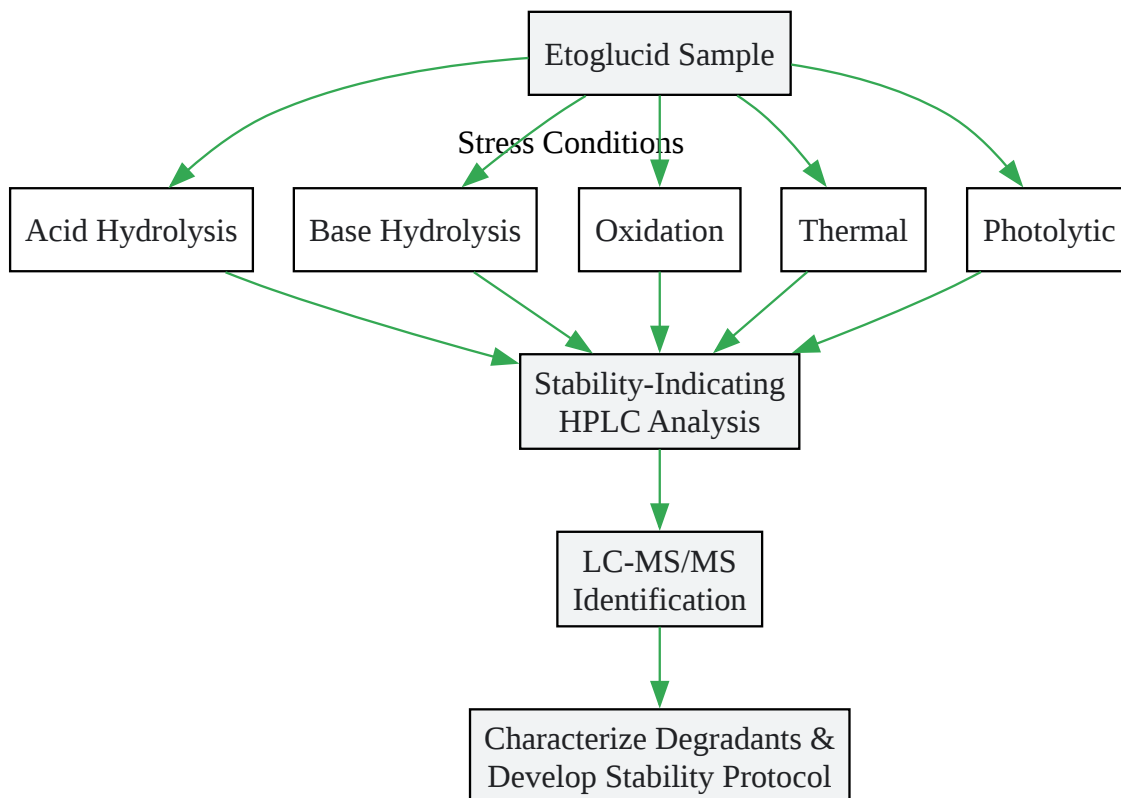 Etoglucid Sample
Stress Conditions
Acid Hydrolysis
Base Hydrolysis
Oxidation
Thermal
Photolytic
Stability-Indicating
HPLC Analysis
LC-MS/MS
Identification
Characterize Degradants &
Develop Stability Protocol